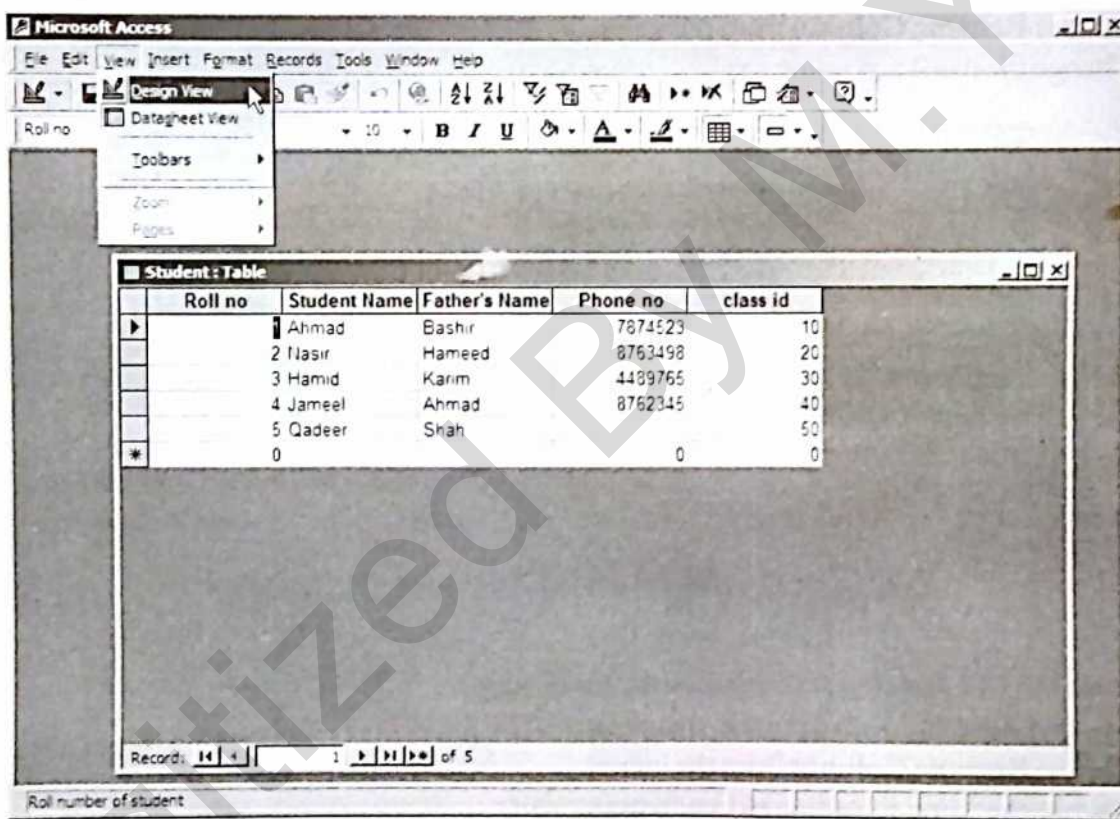 Microsoft Access
File Edit View Insert Format Records Tools Window Help
Design View
Roll no
Datasheet View
10 B I U A
Toolbars
Zoom
Pages
Student : Table
Roll no Student Name Father's Name Phone no class id
1 Ahmad Bashir 7874523 10
2 Nasir Hameed 8763498 20
3 Hamid Karim 4489765 30
4 Jameel Ahmad 8762345 40
5 Qadeer Shah 50
0 0 0
Record: 1 of 5
Roll number of student
itized By M. Y